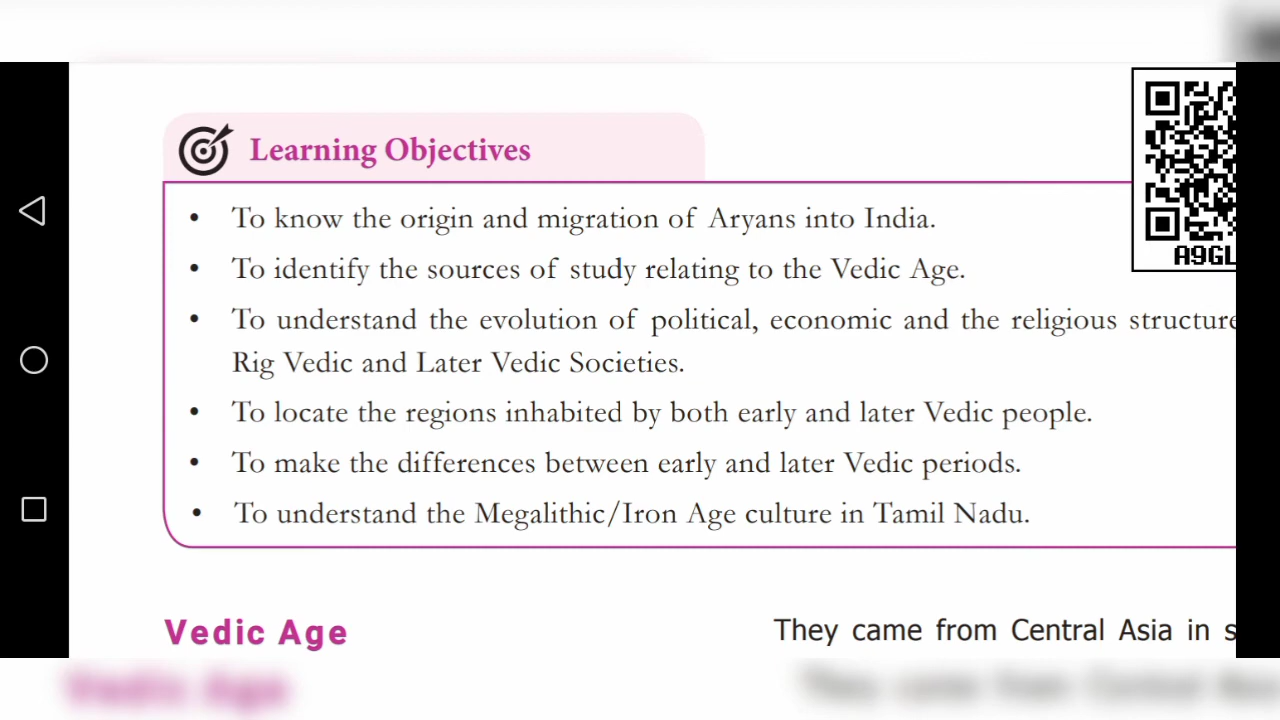 Learning Objectives
A9GL
• To know the origin and migration of Aryans into India.
• To identify the sources of study relating to the Vedic Age.
• To understand the evolution of political, economic and the religious structure
Rig Vedic and Later Vedic Societies.
• To locate the regions inhabited by both early and later Vedic people.
• To make the differences between early and later Vedic periods.
• To understand the Megalithic/Iron Age culture in Tamil Nadu.
Vedic Age
They came from Central Asia in s